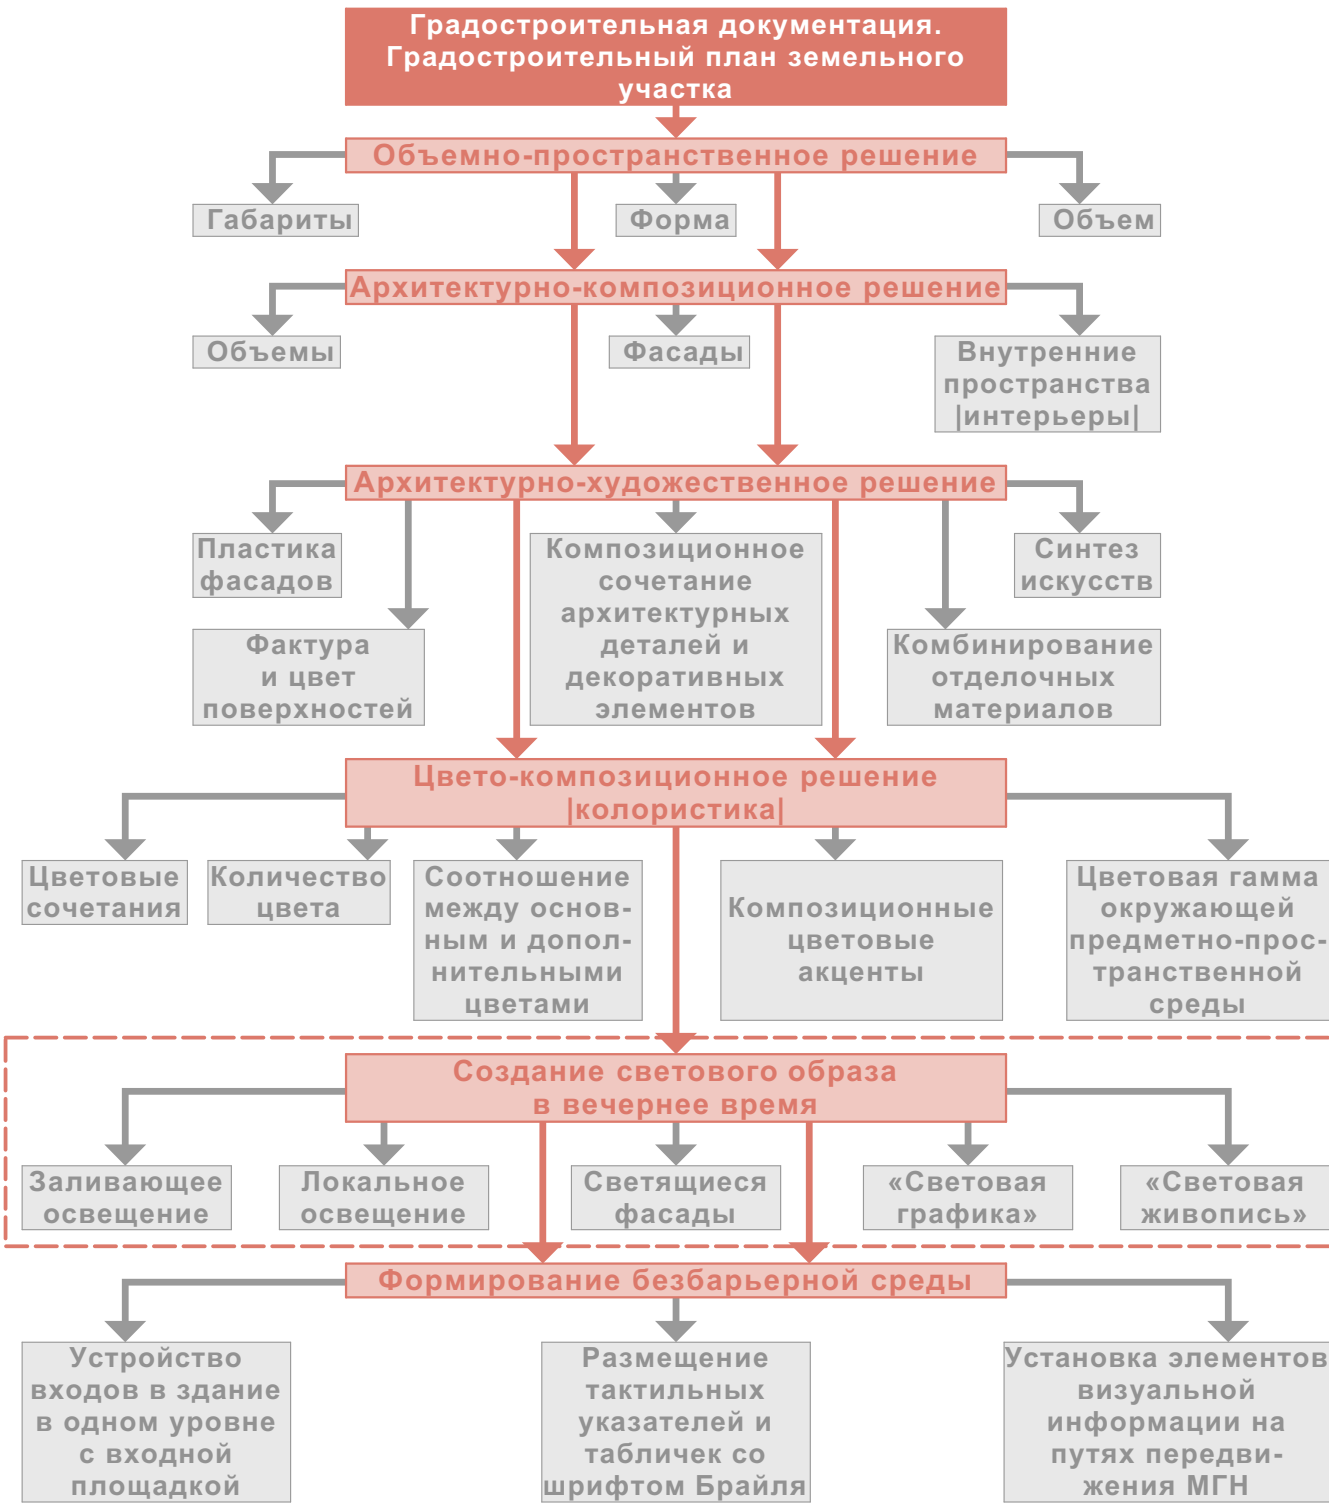 Градостроительная документация.
Градостроительный план земельного
участка
Объемно-пространственное решение
Габариты
Форма
Объем
Архитектурно-композиционное решение
Объемы
Фасады
Внутренние
пространства
|интерьеры|
Архитектурно-художественное решение
Пластика
фасадов
Фактура
и цвет
поверхностей
Композиционное
сочетание
архитектурных
деталей и
декоративных
элементов
Комбинирование
отделочных
материалов
Синтез
искусств
Цвето-композиционное решение
|колористика|
Цветовые
сочетания
Количество
цвета
Соотношение
между основ-
ным и допол-
нительными
цветами
Композиционные
цветовые
акценты
Цветовая гамма
окружающей
предметно-прос-
транственной
среды
Создание светового образа
в вечернее время
Заливающее
освещение
Локальное
освещение
Светящиеся
фасады
«Световая
графика»
«Световая
живопись»
Формирование безбарьерной среды
Устройство
входов в здание
в одном уровне
с входной
площадкой
Размещение
тактильных
указателей и
табличек со
шрифтом Брайля
Установка элементов
визуальной
информации на
путях передви-
жения МГН